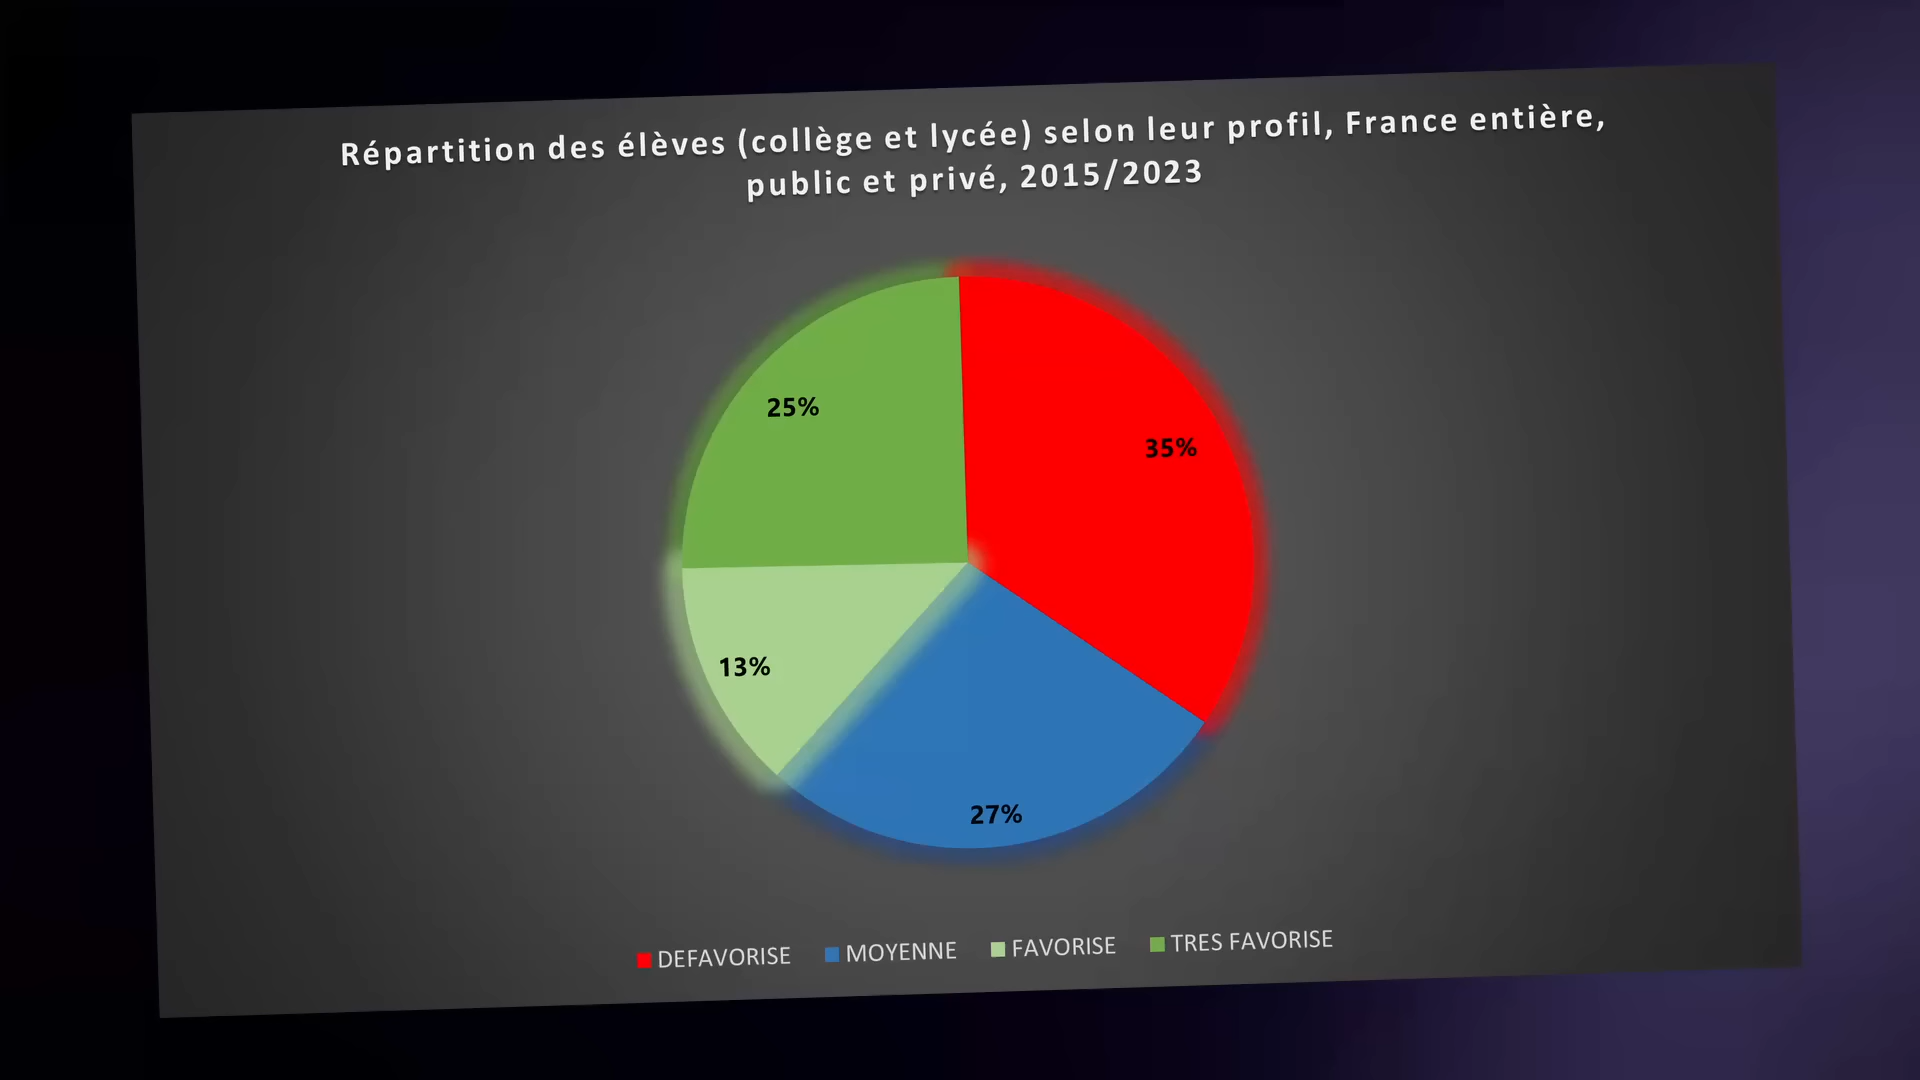 Répartition des élèves (collège et lycée) selon leur profil, France entière,
public et privé, 2015/2023
25%
35%
13%
27%
DEFAVORISE MOYENNE FAVORISE TRES FAVORISE